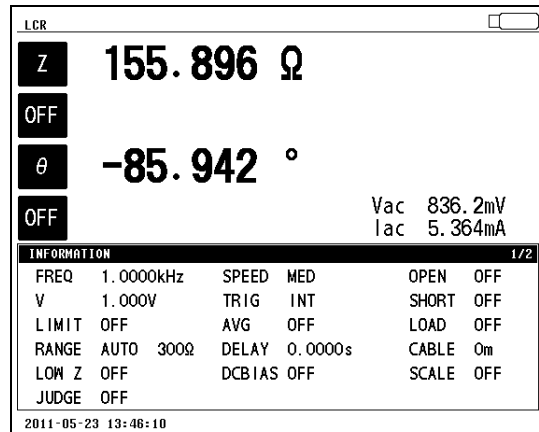 LCR
Z 155.896 Ω
OFF
θ -85.942 °
OFF
Vac 836.2mV
Iac 5.364mA
INFORMATION 1/2
FREQ 1.0000kHz SPEED MED OPEN OFF
V 1.000V TRIG INT SHORT OFF
LIMIT OFF AVG OFF LOAD OFF
RANGE AUTO 300Ω DELAY 0.0000s CABLE 0m
LOW Z OFF DCBIAS OFF SCALE OFF
JUDGE OFF
2011-05-23 13:46:10